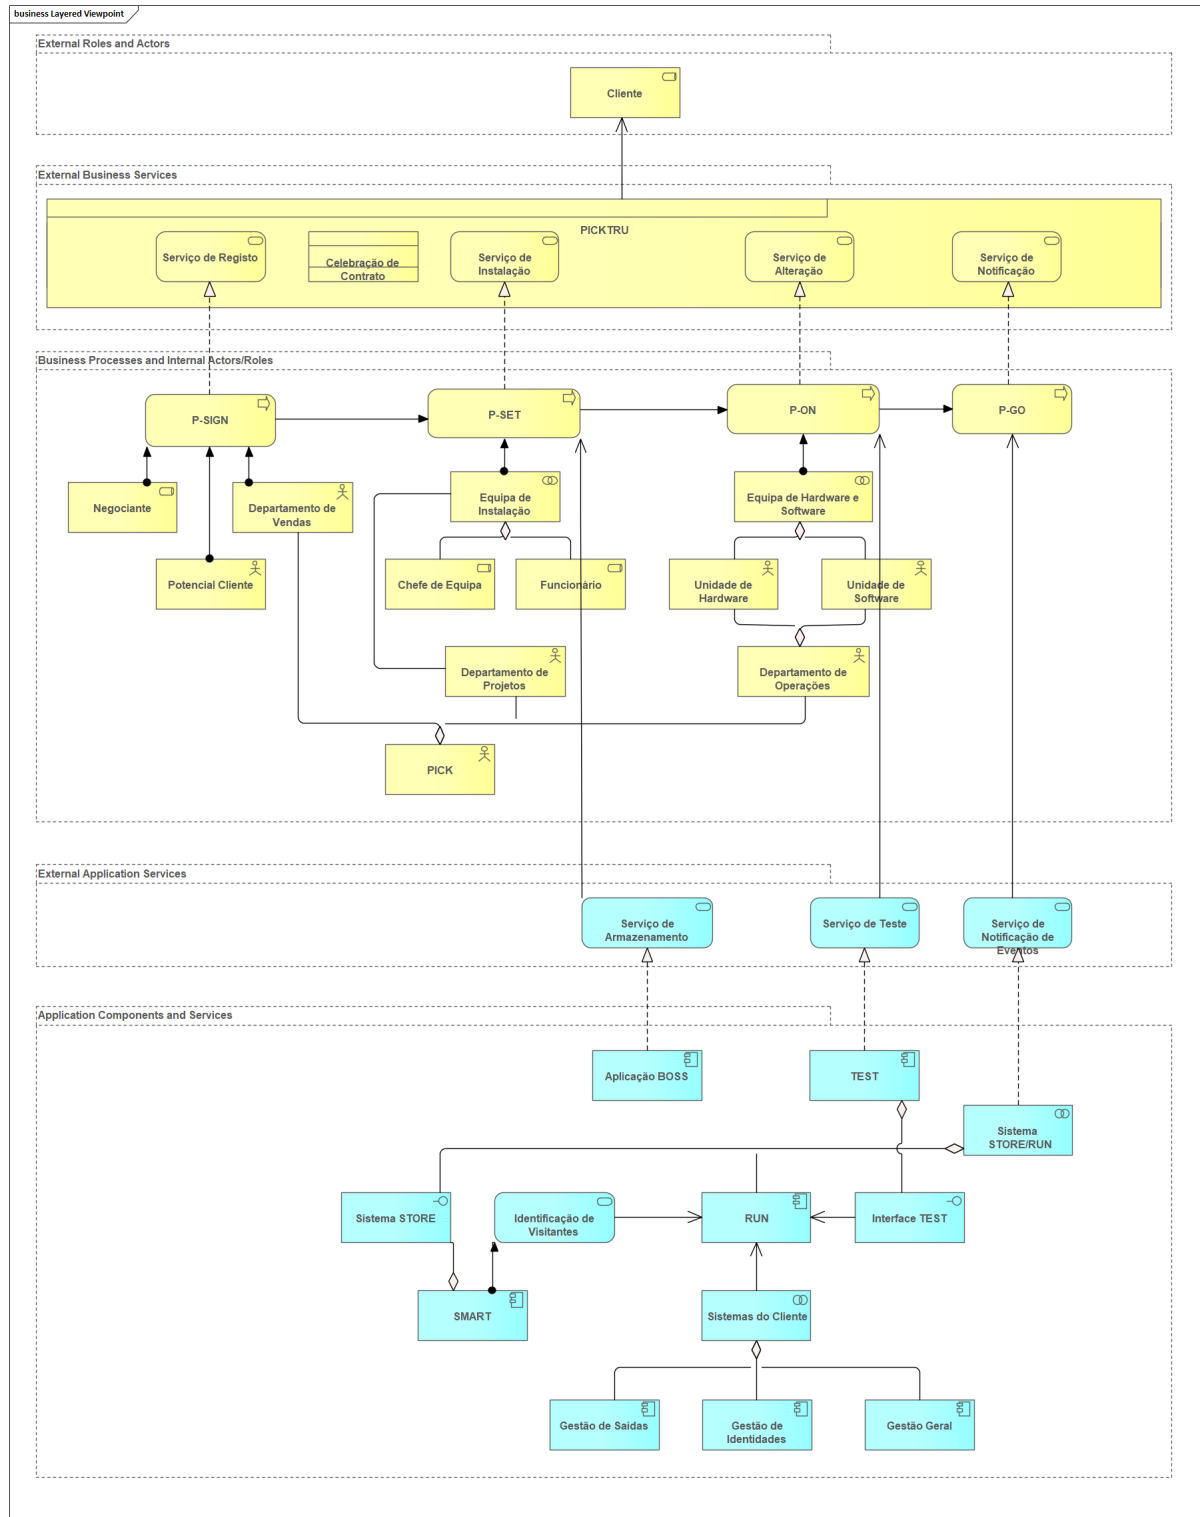 business Layered Viewpoint
External Roles and Actors
Cliente
External Business Services
PICKTRU
Serviço de Registo
Celebração de
Contrato
Serviço de
Instalação
Serviço de
Alteração
Serviço de
Notificação
Business Processes and Internal Actors/Roles
P-SIGN
P-SET
P-ON
P-GO
Negociante
Departamento de
Vendas
Equipa de
Instalação
Equipa de Hardware e
Software
Potencial Cliente
Chefe de Equipa
Funcionário
Unidade de
Hardware
Unidade de
Software
Departamento de
Projetos
Departamento de
Operações
PICK
External Application Services
Serviço de
Armazenamento
Serviço de Teste
Serviço de
Notificação de
Eventos
Application Components and Services
Aplicação BOSS
TEST
Sistema
STORE/RUN
Sistema STORE
Identificação de
Visitantes
RUN
Interface TEST
SMART
Sistemas do Cliente
Gestão de Saídas
Gestão de
Identidades
Gestão Geral